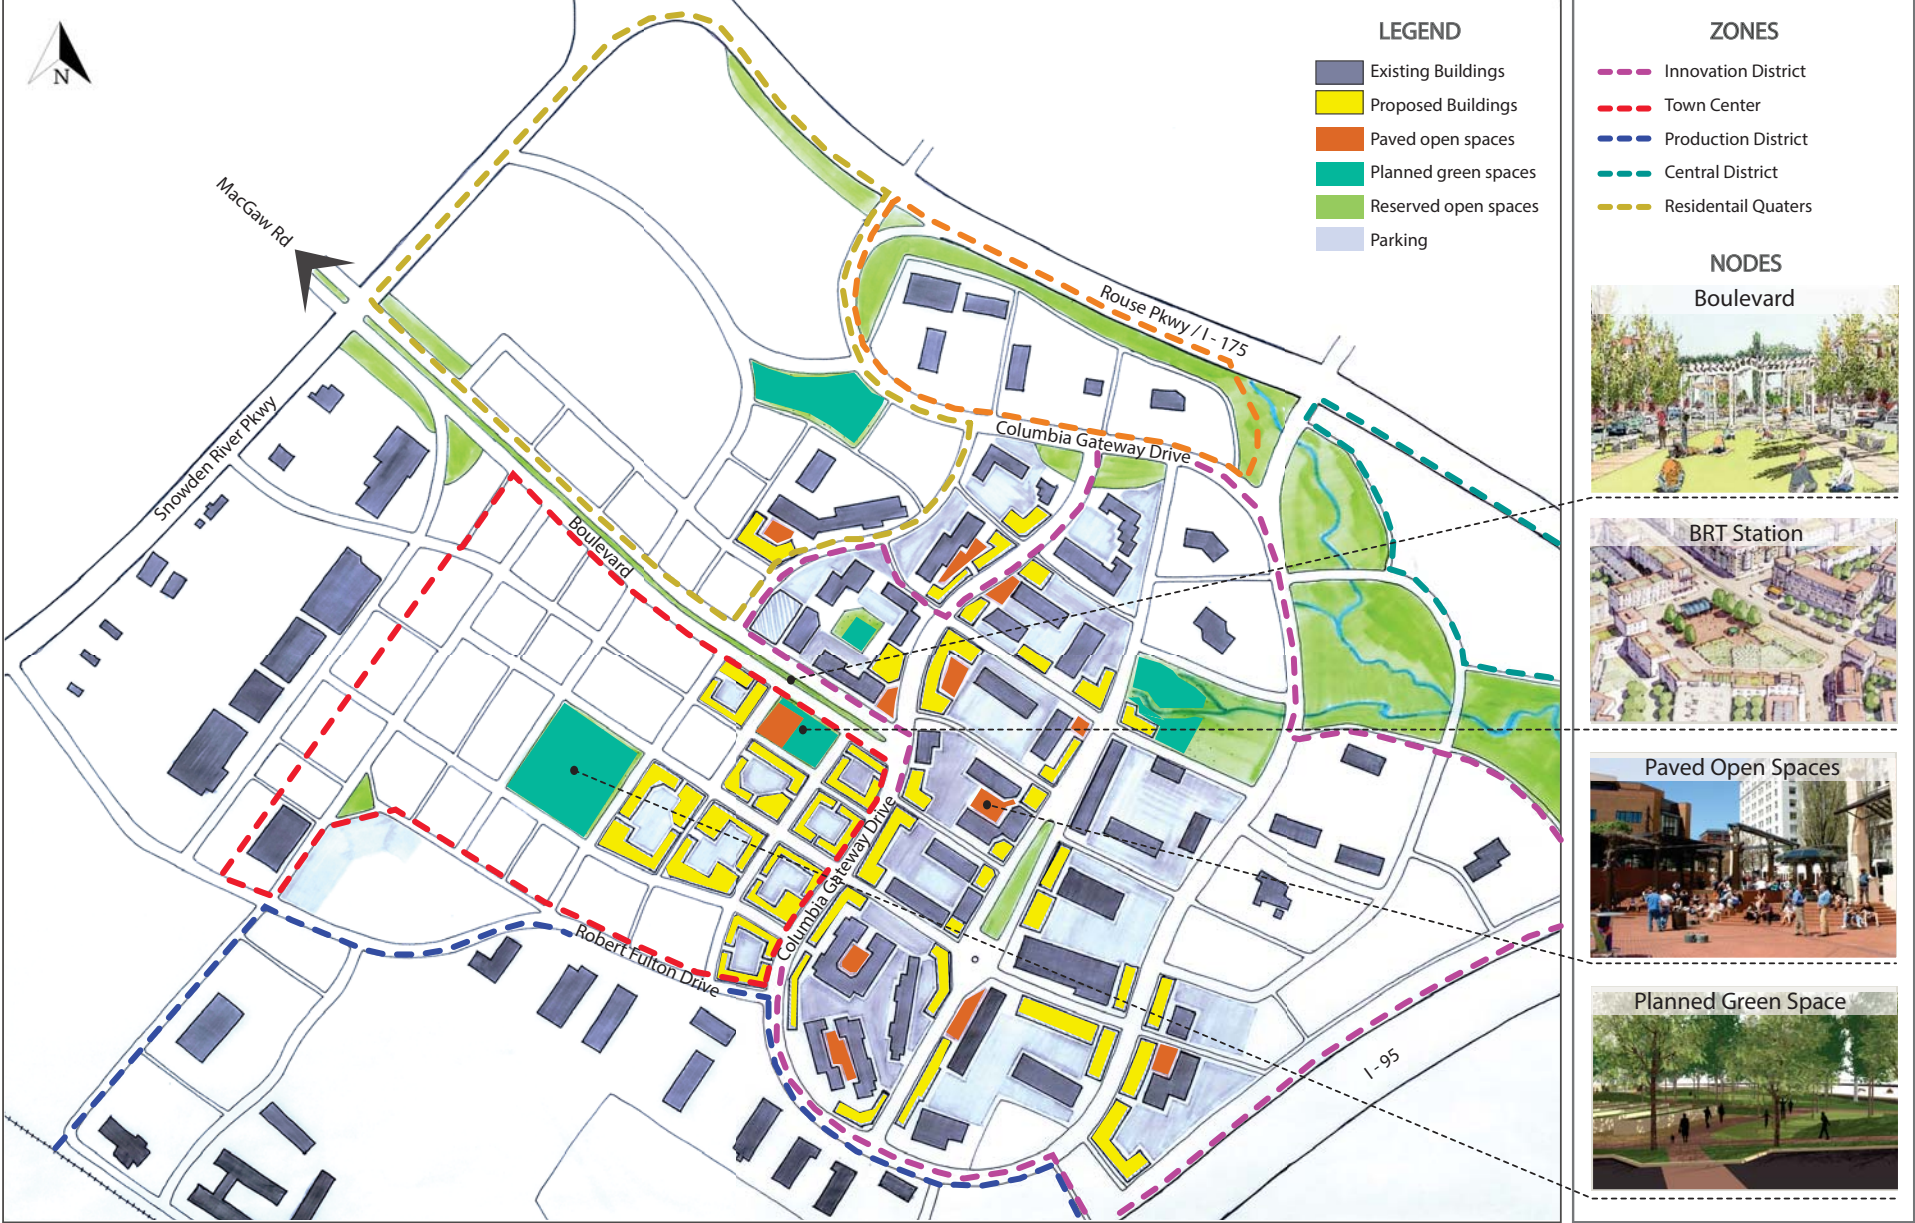 N
MacGaw Rd
Snowden River Pkwy
Boulevard
Rouse Pkwy / I - 175
Columbia Gateway Drive
Columbia Gateway Drive
Robert Fulton Drive
I - 95
LEGEND
Existing Buildings
Proposed Buildings
Paved open spaces
Planned green spaces
Reserved open spaces
Parking
ZONES
Innovation District
Town Center
Production District
Central District
Residentail Quaters
NODES
Boulevard
BRT Station
Paved Open Spaces
Planned Green Space